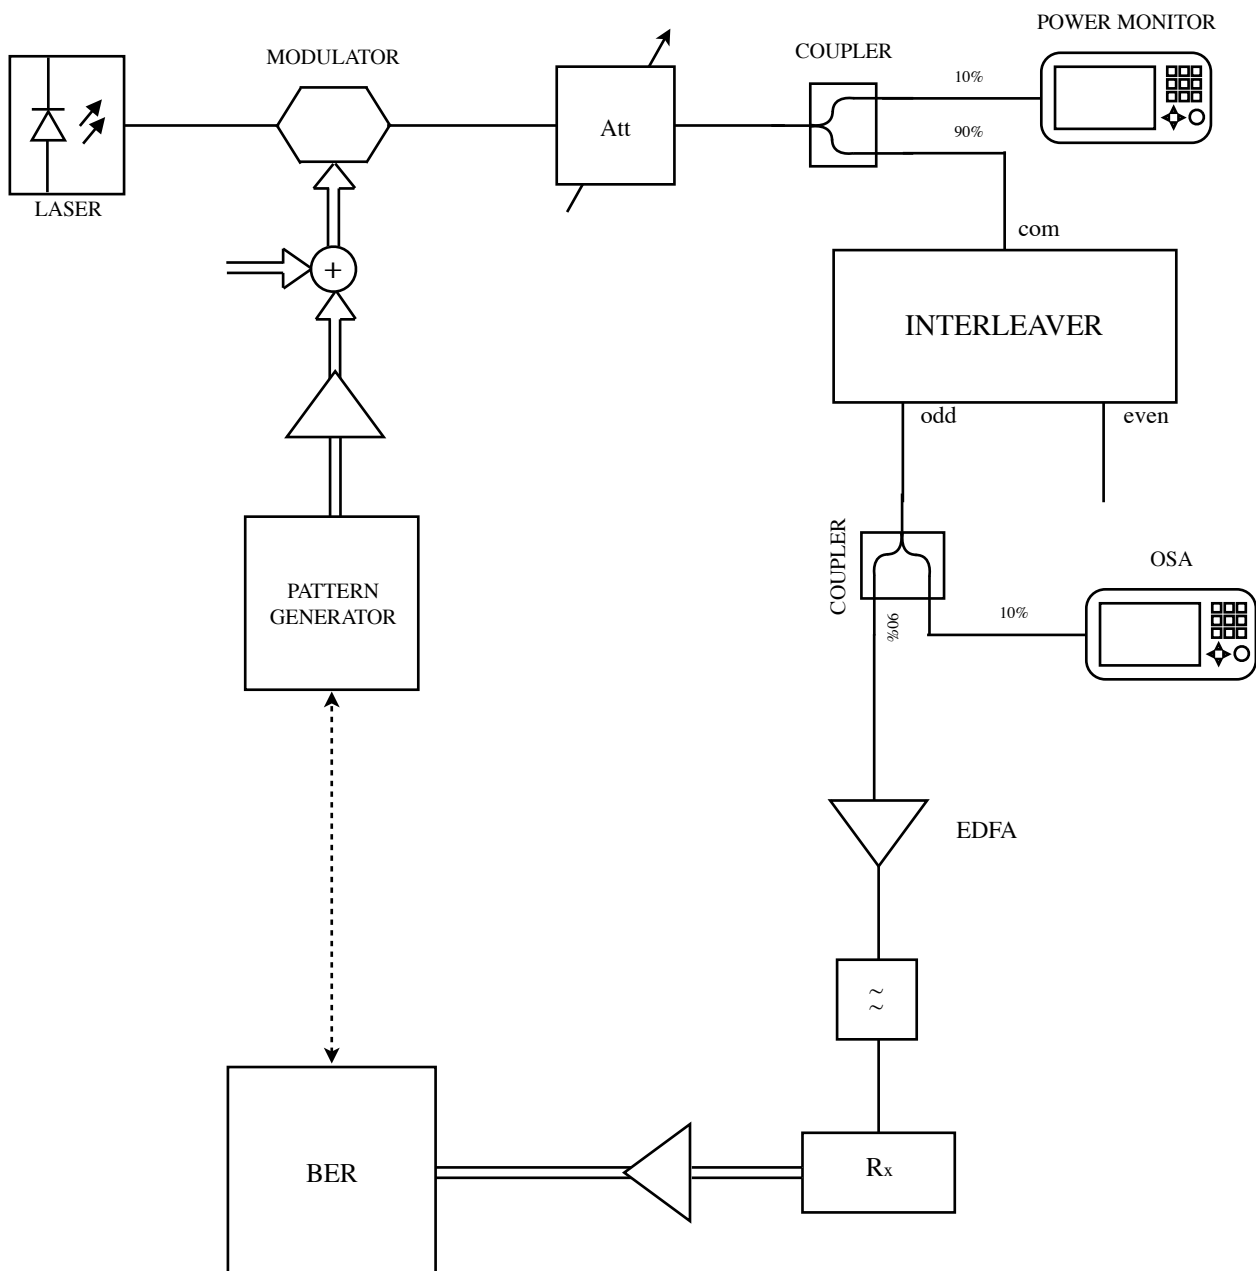 POWER MONITOR
COUPLER
MODULATOR
10%
Att
90%
LASER
com
+
INTERLEAVER
odd
even
COUPLER
OSA
PATTERN
GENERATOR
10%
90%
EDFA
~
~
BER
Rx